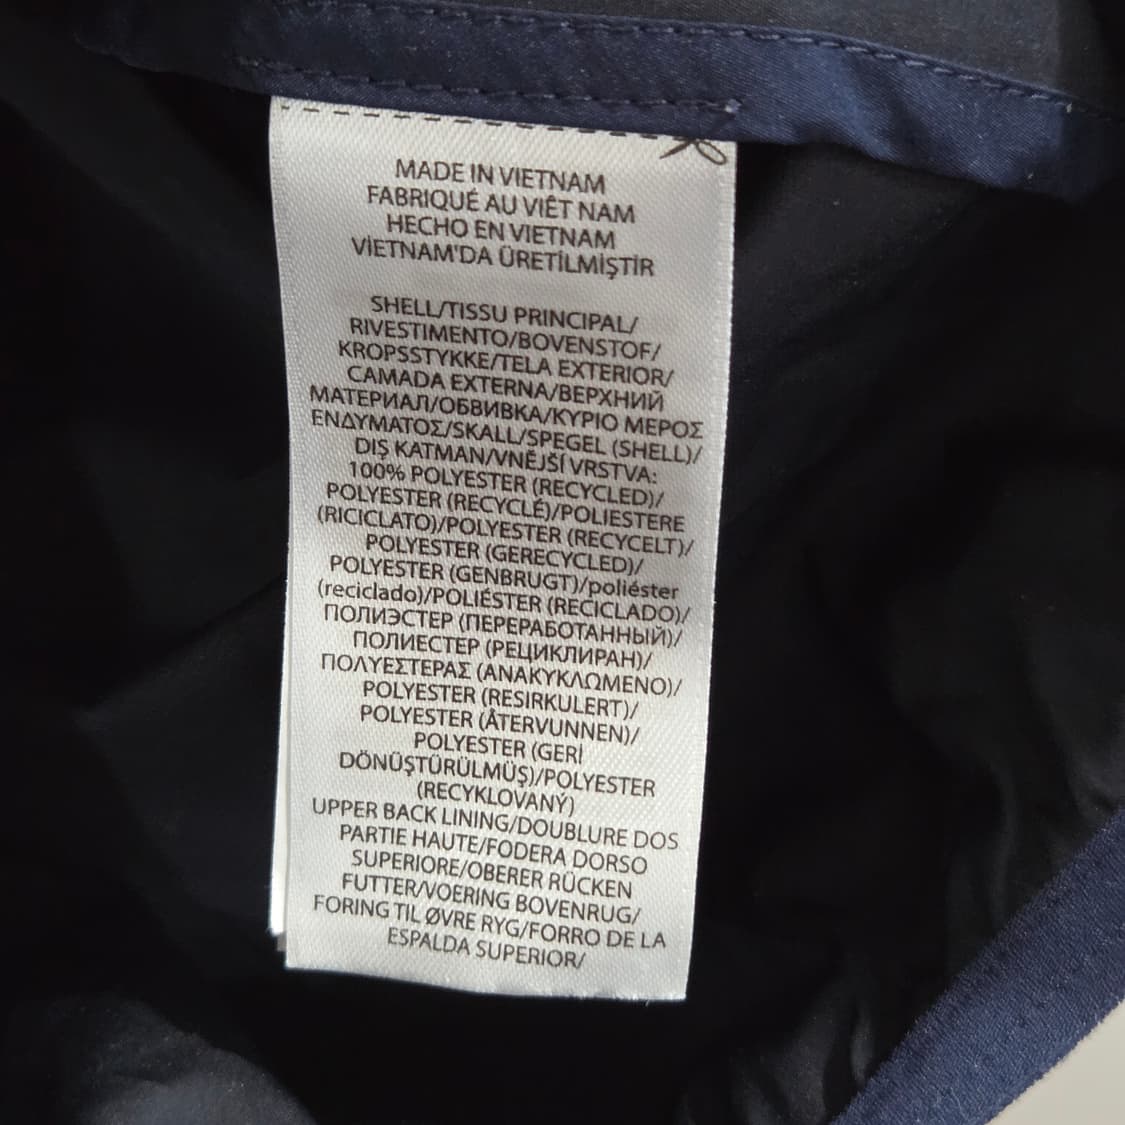 MADE IN VIETNAM
FABRIQUÉ AU VIÊT NAM
HECHO EN VIETNAM
VİETNAM'DA ÜRETİLMİŞTİR
SHELL/TISSU PRINCIPAL/
RIVESTIMENTO/BOVENSTOF/
KROPSSTYKKE/TELA EXTERIOR/
CAMADA EXTERNA/ВЕРХНИЙ
МАТЕРИАЛ/ОБВИВКА/ΚΥΡΙΟ ΜΕΡΟΣ
ΕΝΔΥΜΑΤΟΣ/SKALL/SPEGEL (SHELL)/
DIŞ KATMAN/VNĚJŠÍ VRSTVA:
100% POLYESTER (RECYCLED)/
POLYESTER (RECYCLÉ)/POLIESTERE
(RICICLATO)/POLYESTER (RECYCELT)/
POLYESTER (GERECYCLED)/
POLYESTER (GENBRUGT)/poliéster
(reciclado)/POLIÉSTER (RECICLADO)/
ПОЛИЭСТЕР (ПЕРЕРАБОТАННЫЙ)/
ПОЛИЕСТЕР (РЕЦИКЛИРАН)/
ΠΟΛΥΕΣΤΕΡΑΣ (ΑΝΑΚΥΚΛΩΜΕΝΟ)/
POLYESTER (RESIRKULERT)/
POLYESTER (ÅTERVUNNEN)/
POLYESTER (GERİ
DÖNÜŞTÜRÜLMÜŞ)/POLYESTER
(RECYKLOVANÝ)
UPPER BACK LINING/DOUBLURE DOS
PARTIE HAUTE/FODERA DORSO
SUPERIORE/OBERER RÜCKEN
FUTTER/VOERING BOVENRUG/
FORING TIL ØVRE RYG/FORRO DE LA
ESPALDA SUPERIOR/